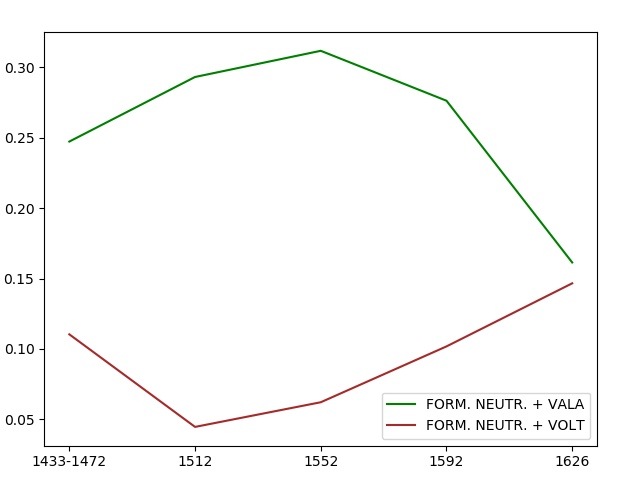 0.30
0.25
0.20
0.15
0.10
0.05
FORM. NEUTR. + VALA
FORM. NEUTR. + VOLT
1433-1472 1512 1552 1592 1626